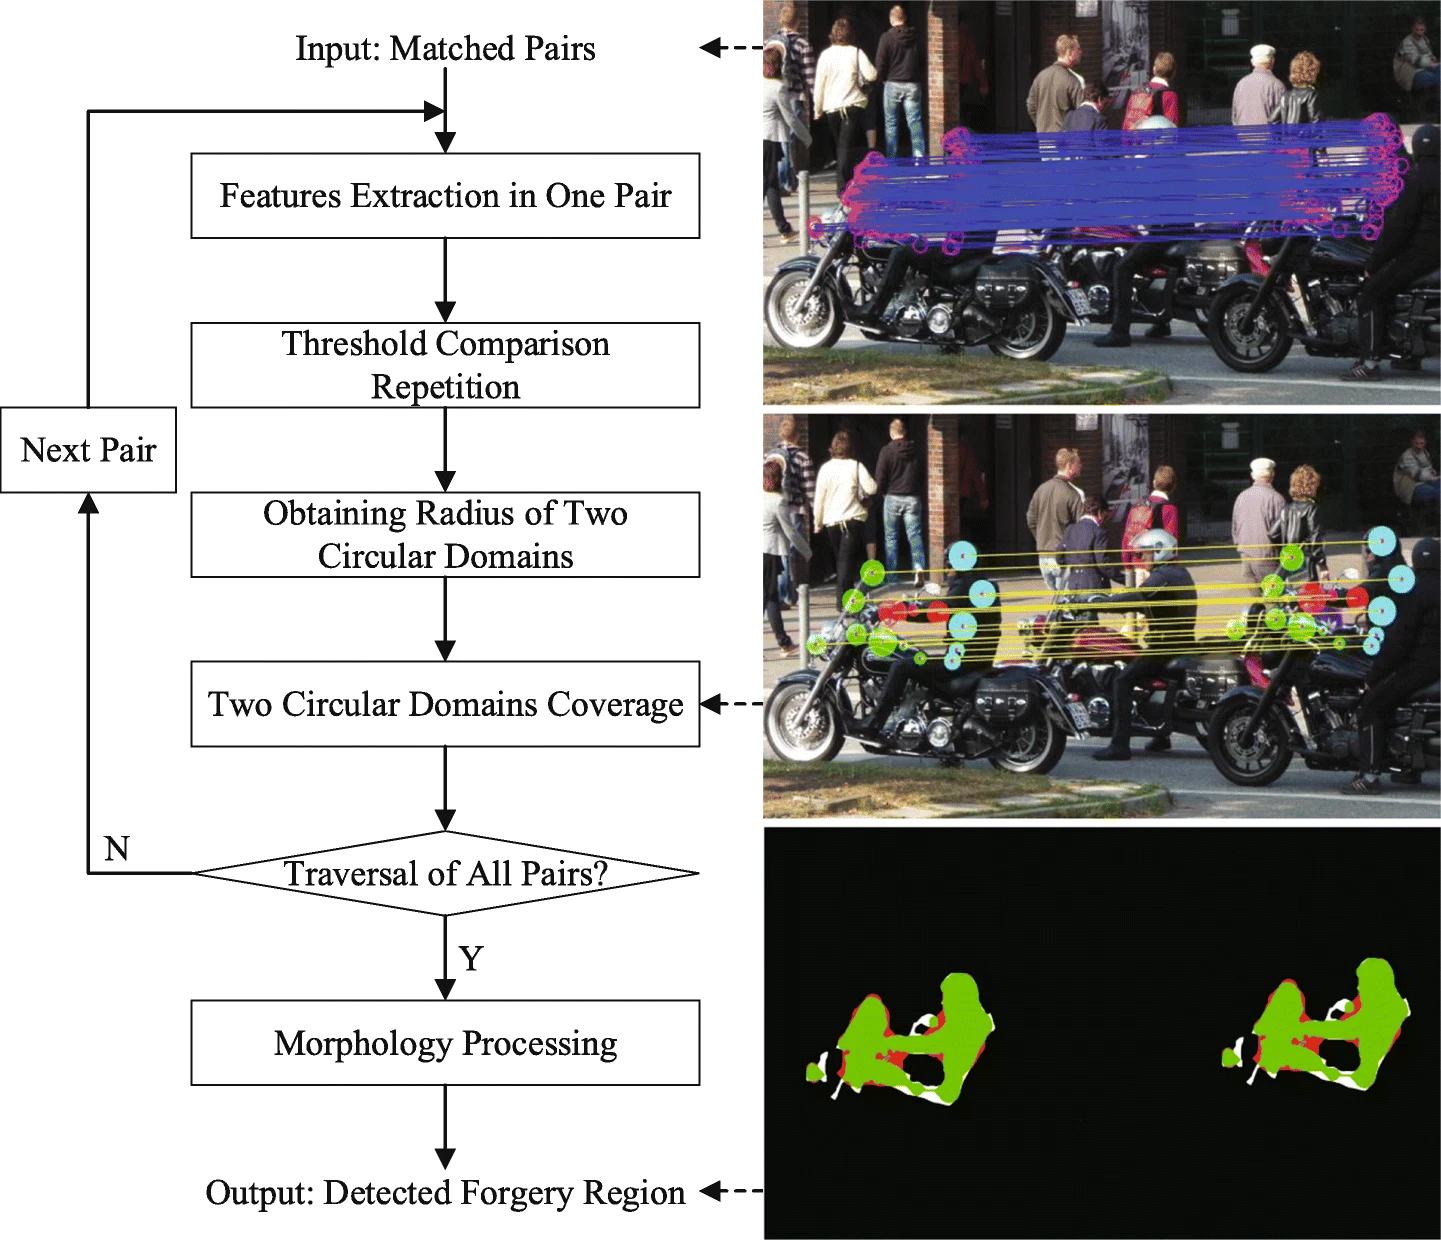 Input: Matched Pairs
Features Extraction in One Pair
Threshold Comparison
Repetition
Next Pair
Obtaining Radius of Two
Circular Domains
Two Circular Domains Coverage
N
Traversal of All Pairs?
Y
Morphology Processing
Output: Detected Forgery Region